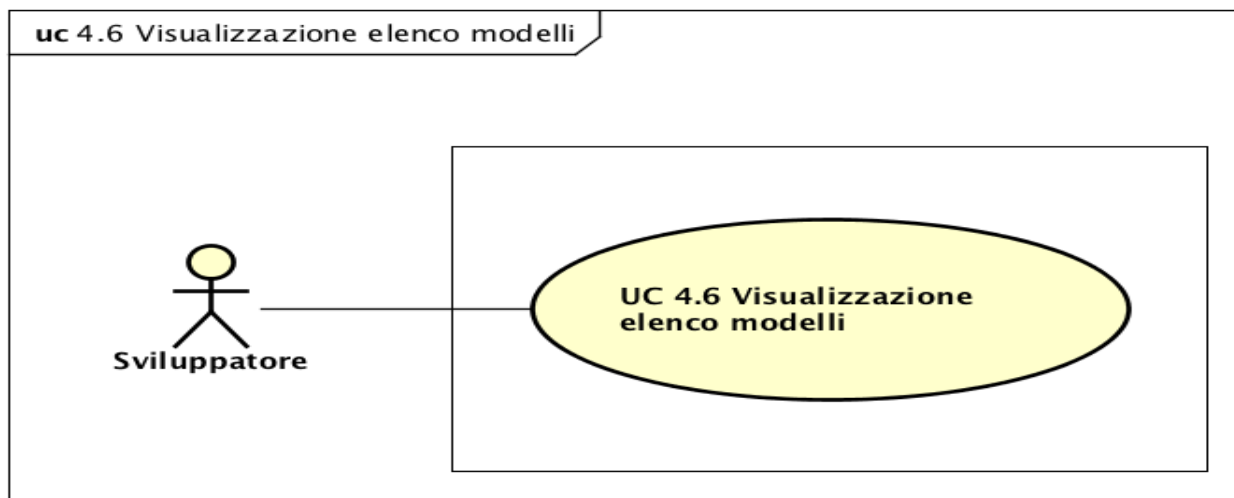 uc 4.6 Visualizzazione elenco modelli
UC 4.6 Visualizzazione
elenco modelli
Sviluppatore